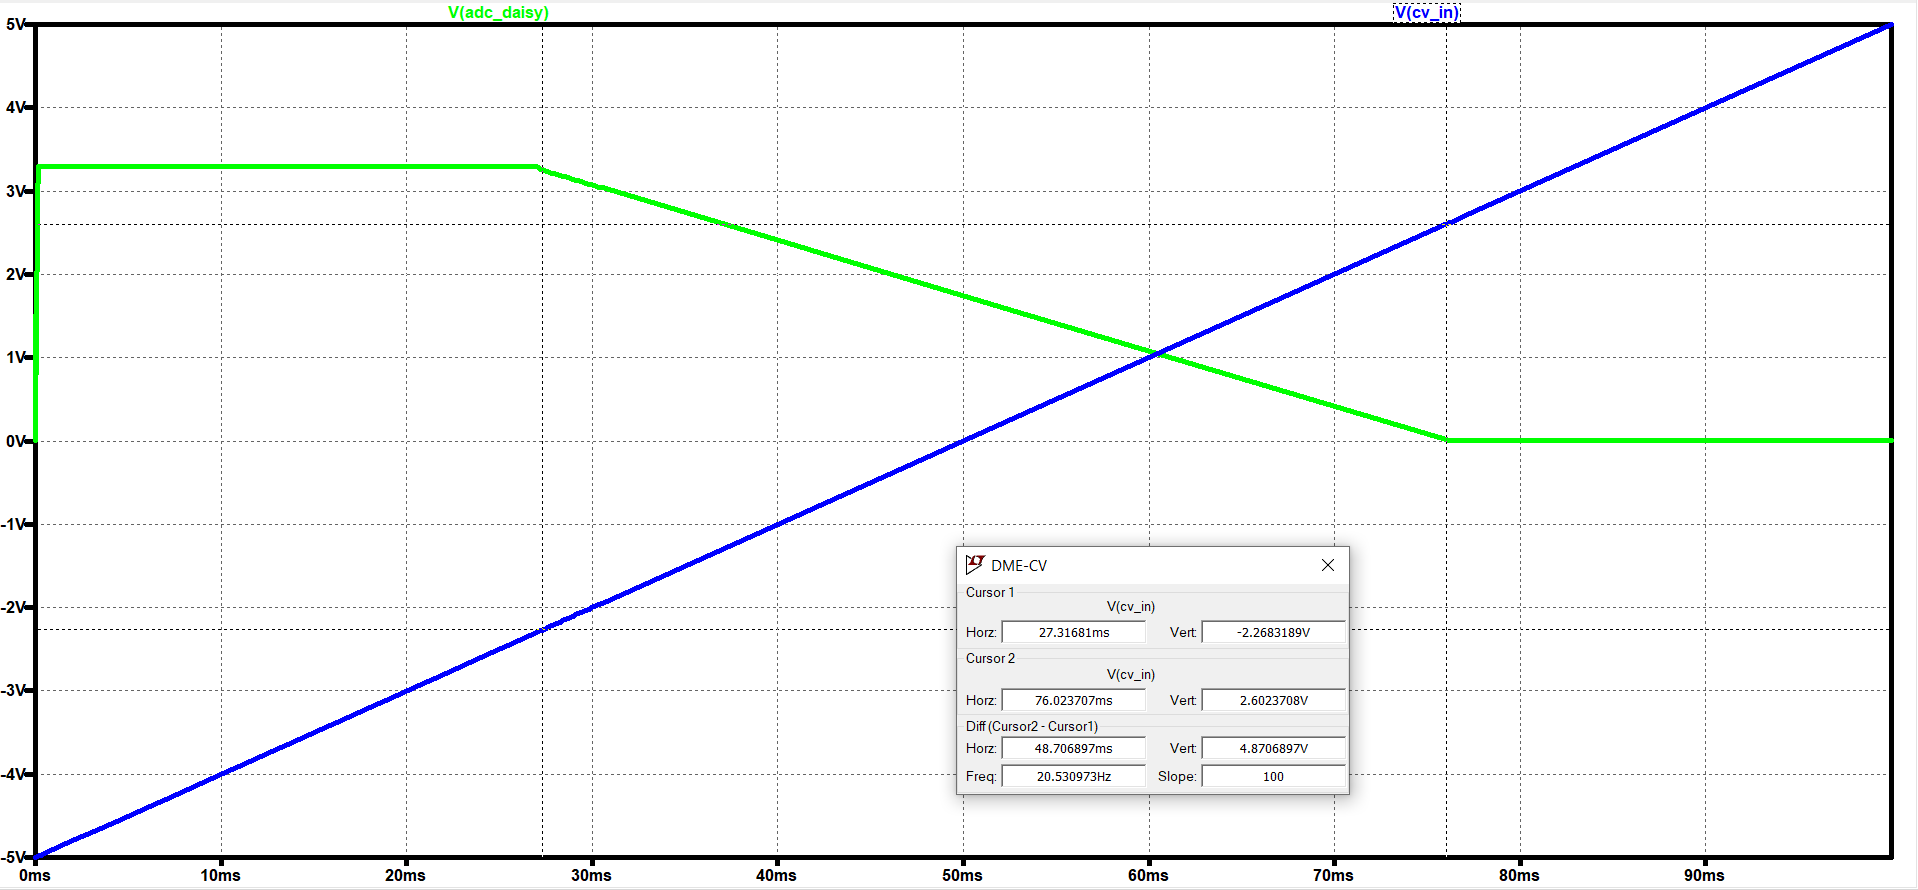 V(adc_daisy) V(cv_in)
5V
4V
3V
2V
1V
0V
-1V
-2V
-3V
-4V
-5V
0ms 10ms 20ms 30ms 40ms 50ms 60ms 70ms 80ms 90ms
DME-CV
Cursor 1
V(cv_in)
Horz: 27.31681ms Vert: -2.2683189V
Cursor 2
V(cv_in)
Horz: 76.023707ms Vert: 2.6023708V
Diff (Cursor2 - Cursor1)
Horz: 48.706897ms Vert: 4.8706897V
Freq: 20.530973Hz Slope: 100